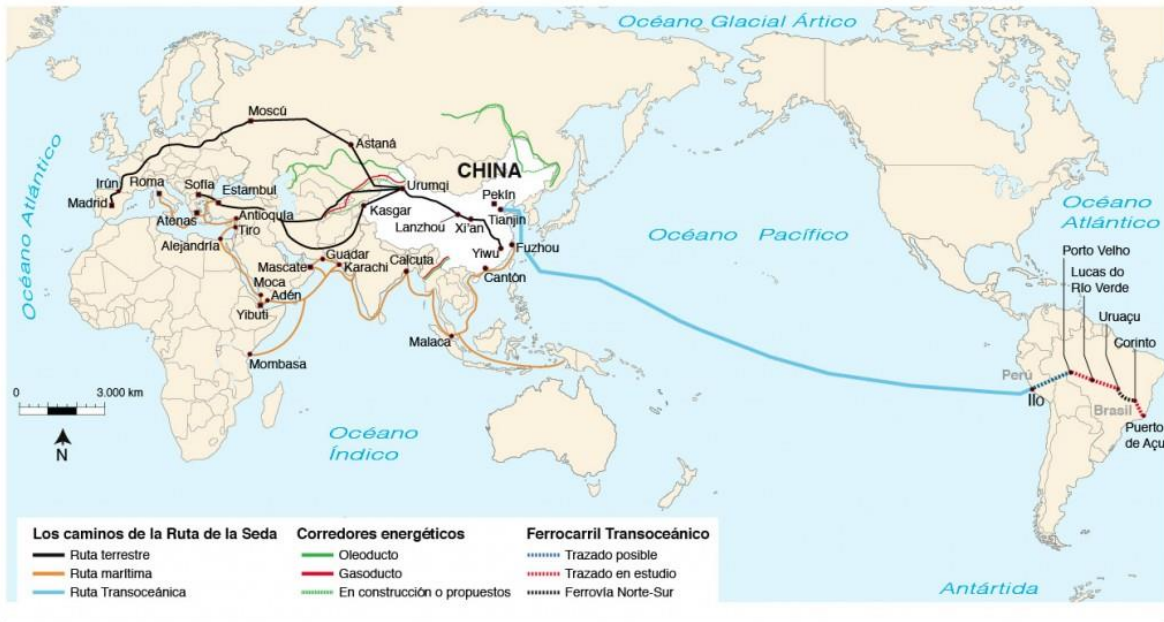 Océano Glacial Ártico
Océano Atlántico
Moscú
Astaná
CHINA
Irún
Madrid
Roma
Sofía
Estambul
Urumqi
Pekín
Tianjin
Atenas
Antioquía
Tiro
Kasgar
Lanzhou
Xi'an
Alejandría
Yiwu
Fuzhou
Guadar
Karachi
Mascate
Calcuta
Cantón
Moca
Adén
Yibuti
Malaca
Mombasa
Océano Pacífico
Océano
Atlántico
Porto Velho
Lucas do
Río Verde
Uruaçu
Corinto
Perú
Ilo
Brasil
Puerto
de Açu
0
3.000 km
N
Océano
Índico
Antártida
Los caminos de la Ruta de la Seda
Ruta terrestre
Ruta marítima
Ruta Transoceánica
Corredores energéticos
Oleoducto
Gasoducto
En construcción o propuestos
Ferrocarril Transoceánico
Trazado posible
Trazado en estudio
Ferrovía Norte-Sur